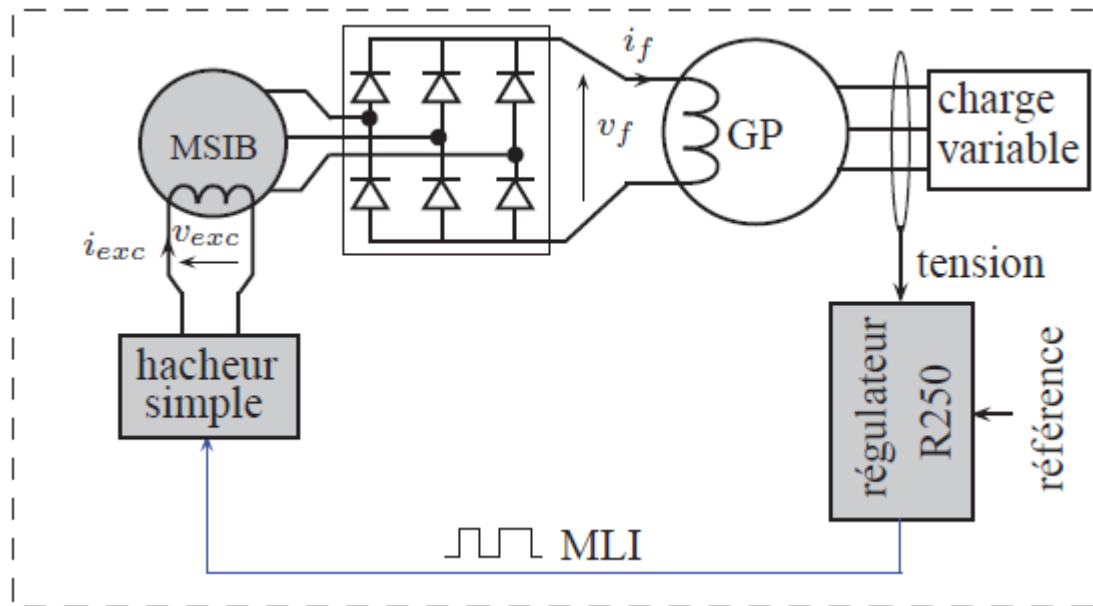 i_f
MSIB
v_f
GP
charge
variable
i_exc
v_exc
tension
hacheur
simple
régulateur
R250
référence
MLI